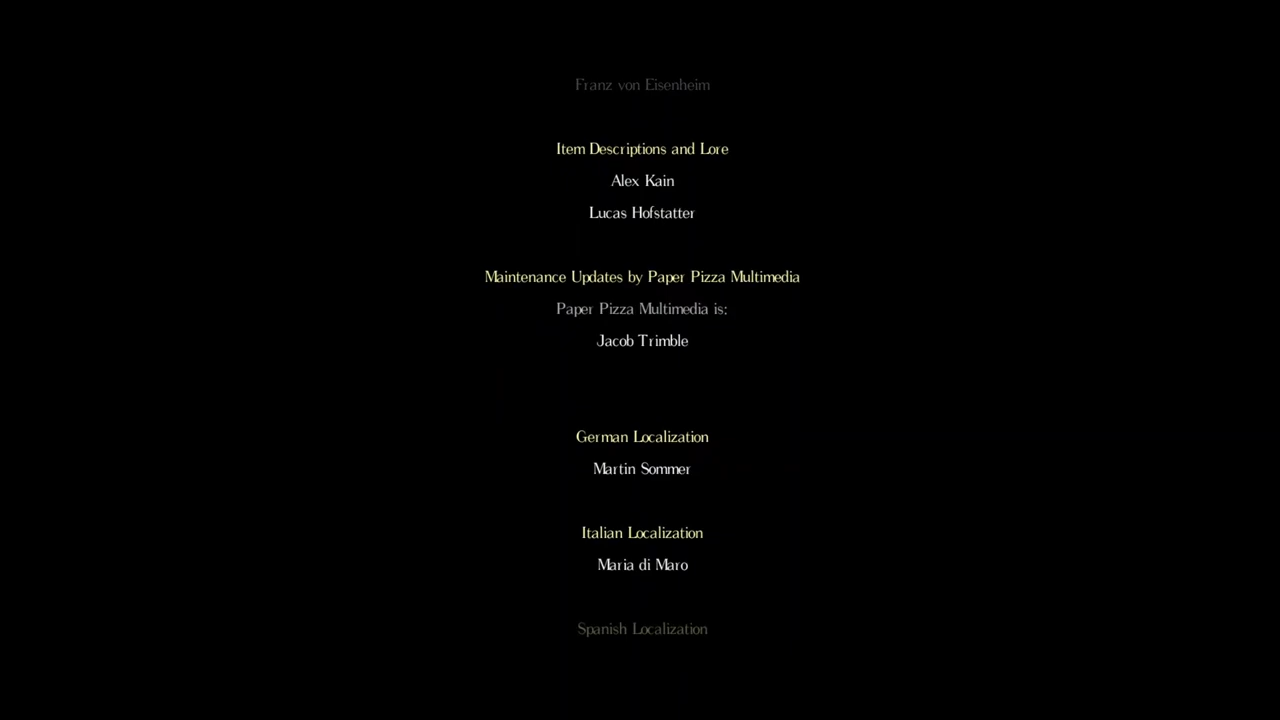 Franz von Eisenheim
Item Descriptions and Lore
Alex Kain
Lucas Hofstatter
Maintenance Updates by Paper Pizza Multimedia
Paper Pizza Multimedia is:
Jacob Trimble
German Localization
Martin Sommer
Italian Localization
Maria di Maro
Spanish Localization